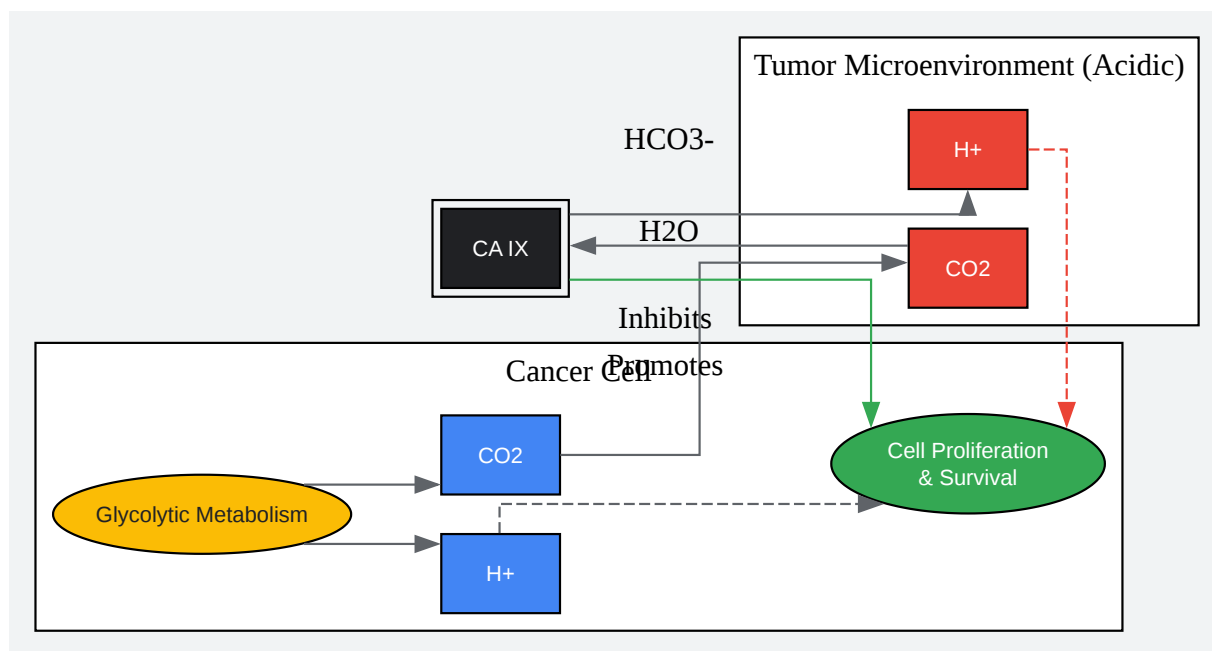 Tumor Microenvironment (Acidic)
HCO3-
H+
CA IX
H2O
CO2
Inhibits
Promotes
Cancer Cell
CO2
Cell Proliferation
& Survival
Glycolytic Metabolism
H+